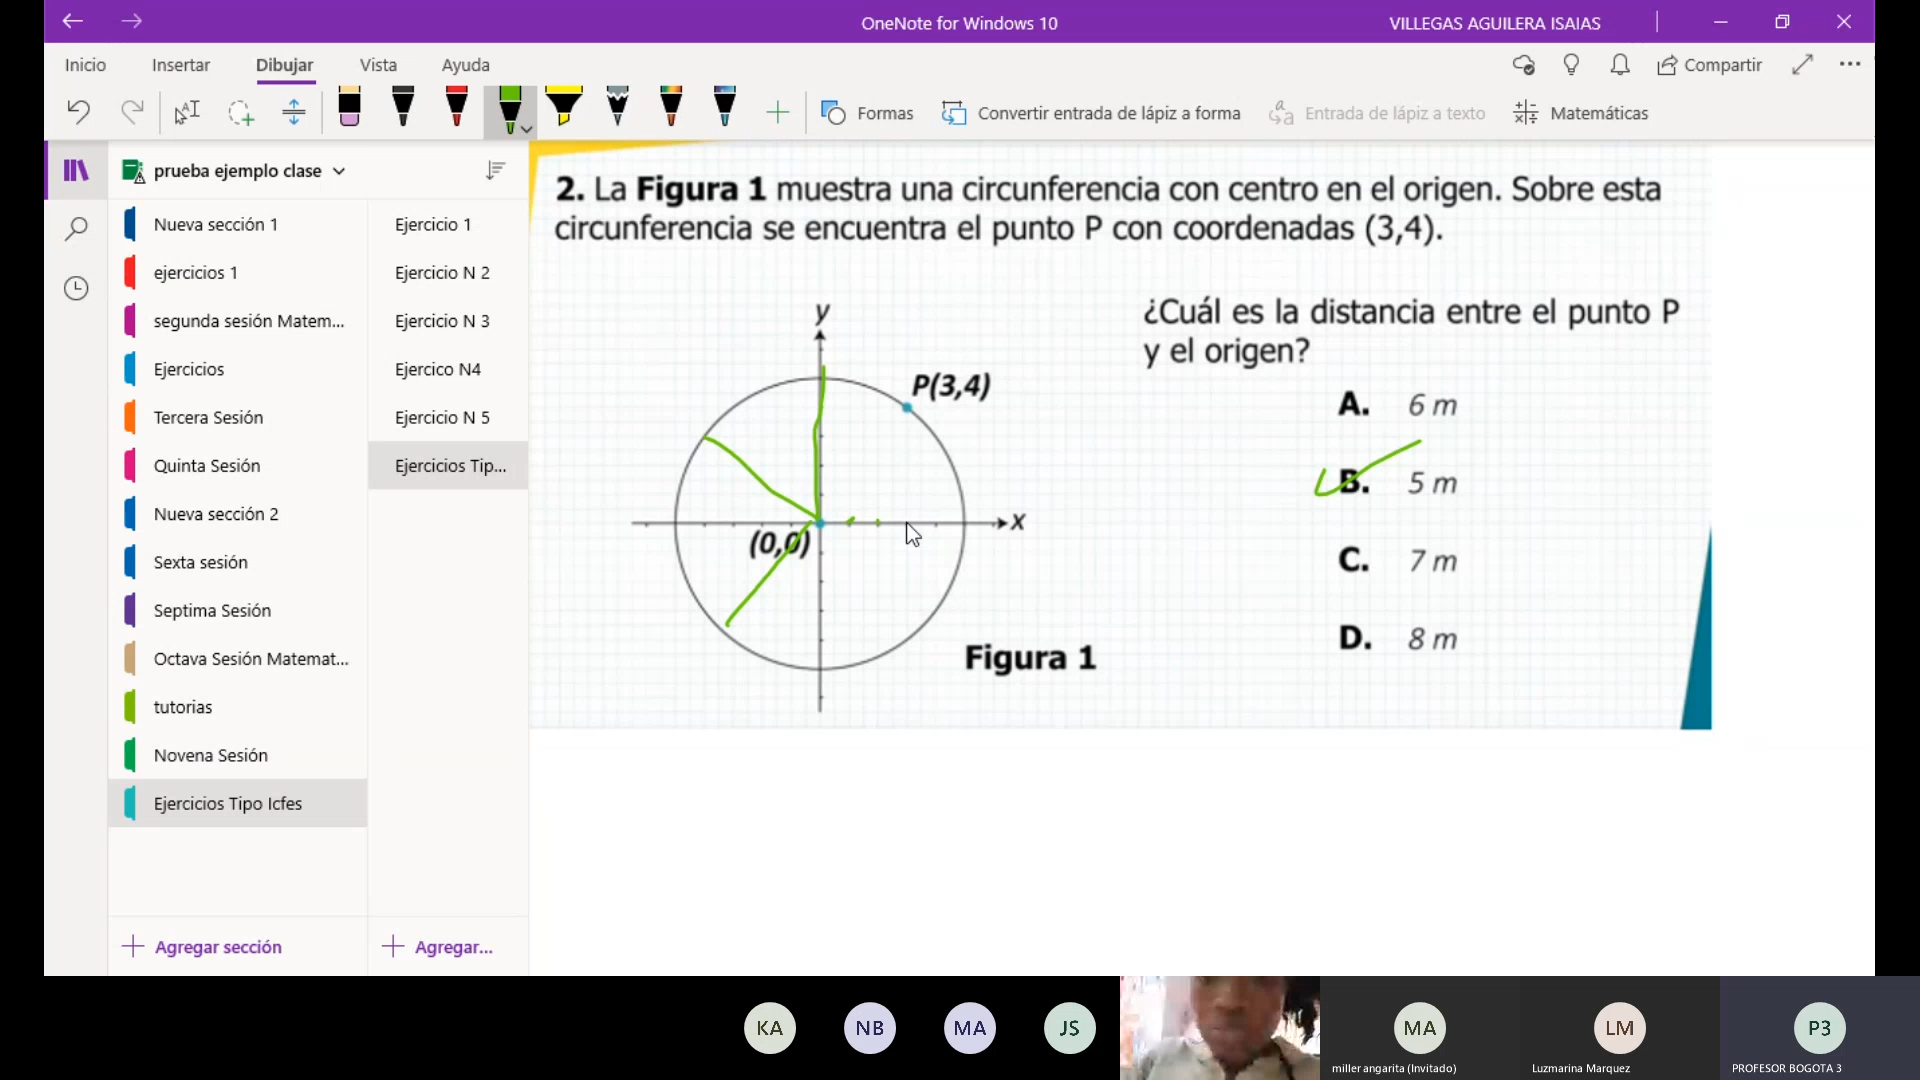 OneNote for Windows 10
VILLEGAS AGUILERA ISAIAS
Inicio
Insertar
Dibujar
Vista
Ayuda
Compartir
Formas
Convertir entrada de lápiz a forma
Entrada de lápiz a texto
Matemáticas
prueba ejemplo clase
Nueva sección 1
ejercicios 1
segunda sesión Matem...
Ejercicios
Tercera Sesión
Quinta Sesión
Nueva sección 2
Sexta sesión
Septima Sesión
Octava Sesión Matemat...
tutorias
Novena Sesión
Ejercicios Tipo Icfes
Agregar sección
Ejercicio 1
Ejercicio N 2
Ejercicio N 3
Ejercico N4
Ejercicio N 5
Ejercicios Tip...
Agregar...
2. La Figura 1 muestra una circunferencia con centro en el origen. Sobre esta
circunferencia se encuentra el punto P con coordenadas (3,4).
y
P(3,4)
x
(0,0)
Figura 1
¿Cuál es la distancia entre el punto P
y el origen?
A. 6 m
B. 5 m
C. 7 m
D. 8 m
KA
NB
MA
JS
MA
miller angarita (Invitado)
LM
Luzmarina Marquez
P3
PROFESOR BOGOTA 3